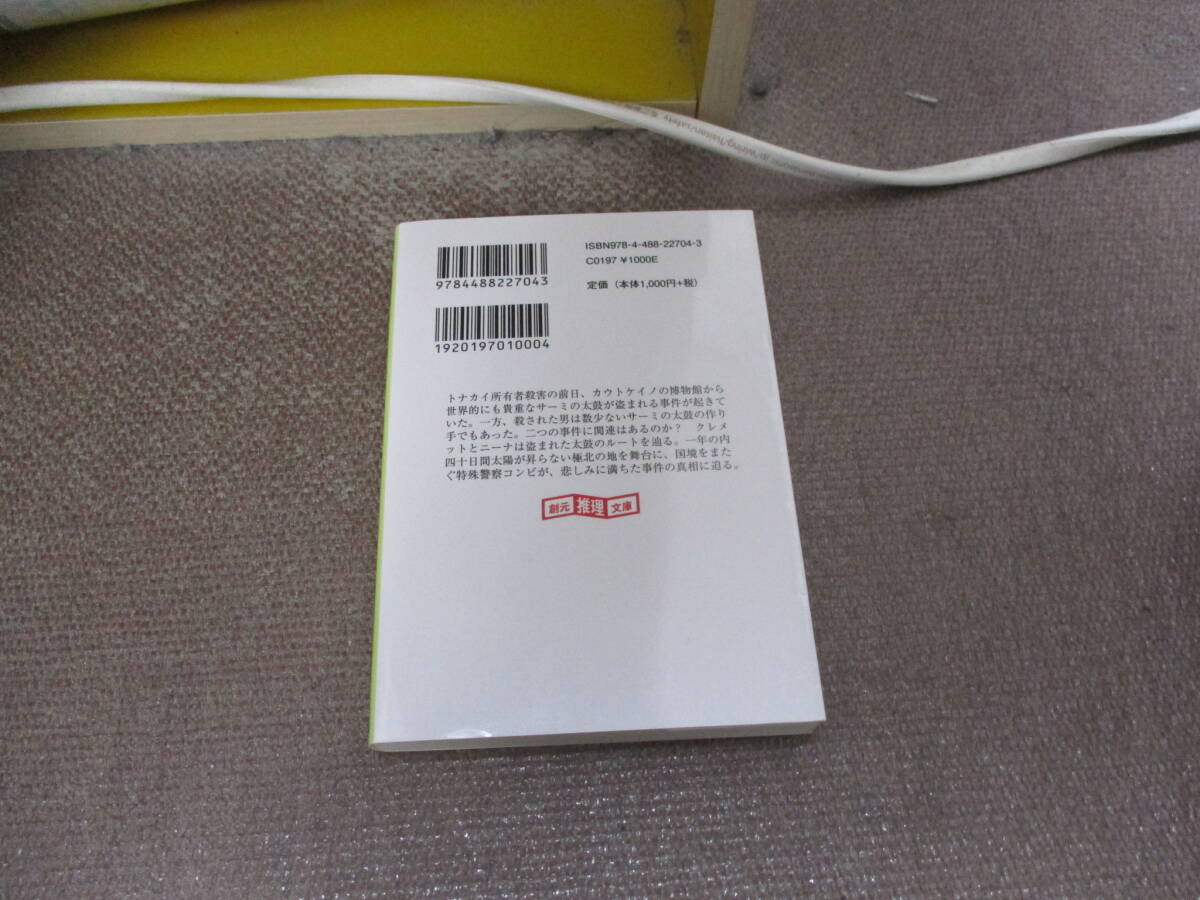 jp/wiring/haisen/safety
ISBN978-4-488-22704-3
C0197 ¥1000E
定価（本体1,000円+税）
9784488227043
1920197010004
トナカイ所有者殺害の前日、カウトケイノの博物館から
世界的にも貴重なサーミの太鼓が盗まれる事件が起きて
いた。一方、殺された男は数少ないサーミの太鼓の作り
手でもあった。二つの事件に関連はあるのか？　クレメ
ットとニーナは盗まれた太鼓のルートを辿る。一年の内
四十日間太陽が昇らない極北の地を舞台に、国境をまた
ぐ特殊警察コンビが、悲しみに満ちた事件の真相に迫る。
創元 推理 文庫